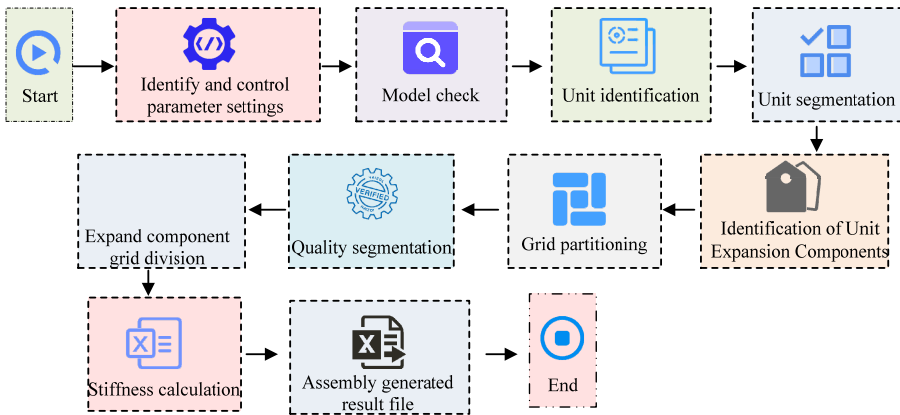 Start
Identify and control
parameter settings
Model check
Unit identification
Unit segmentation
Identification of Unit
Expansion Components
Grid partitioning
VERIFIED
Quality segmentation
Expand component
grid division
Stiffness calculation
Assembly generated
result file
End